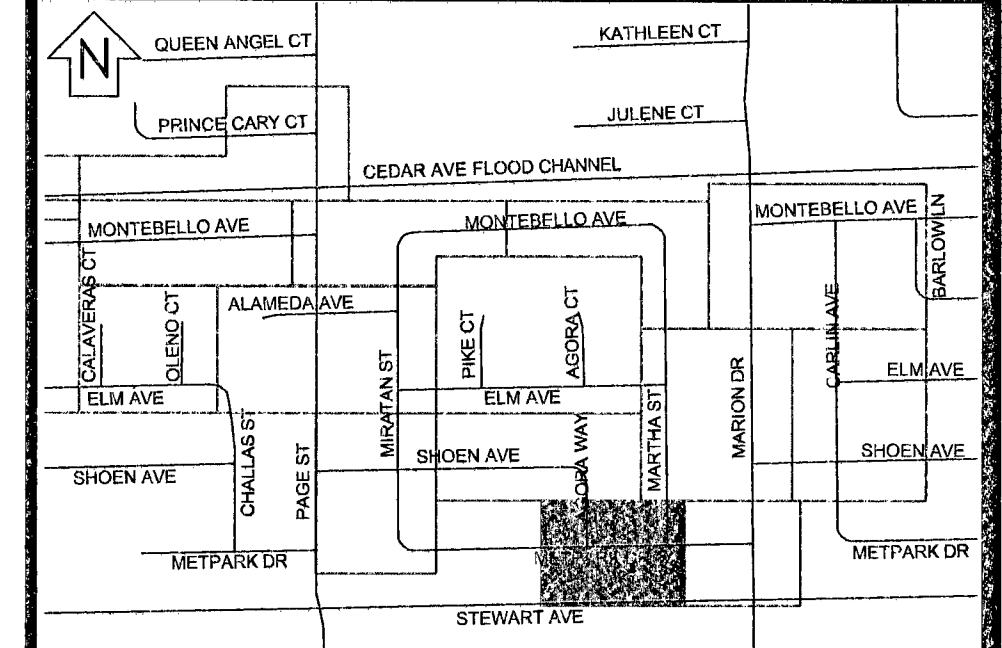 N
QUEEN ANGEL CT
KATHLEEN CT
PRINCE CARY CT
JULENE CT
CEDAR AVE FLOOD CHANNEL
MONTEBELLO AVE
MONTEBELLO AVE
MONTEBELLO AVE
BARLOW LN
CALAVERAS CT
OLENO CT
ALAMEDA AVE
PIKE CT
AGORA CT
CARLIN AVE
MIRATAN ST
MARION DR
ELM AVE
ELM AVE
ELM AVE
MARTHA ST
CHALLAS ST
PAGE ST
SHOEN AVE
SHOEN AVE
SHOEN AVE
WAY
METPARK DR
METPARK DR
STEWART AVE